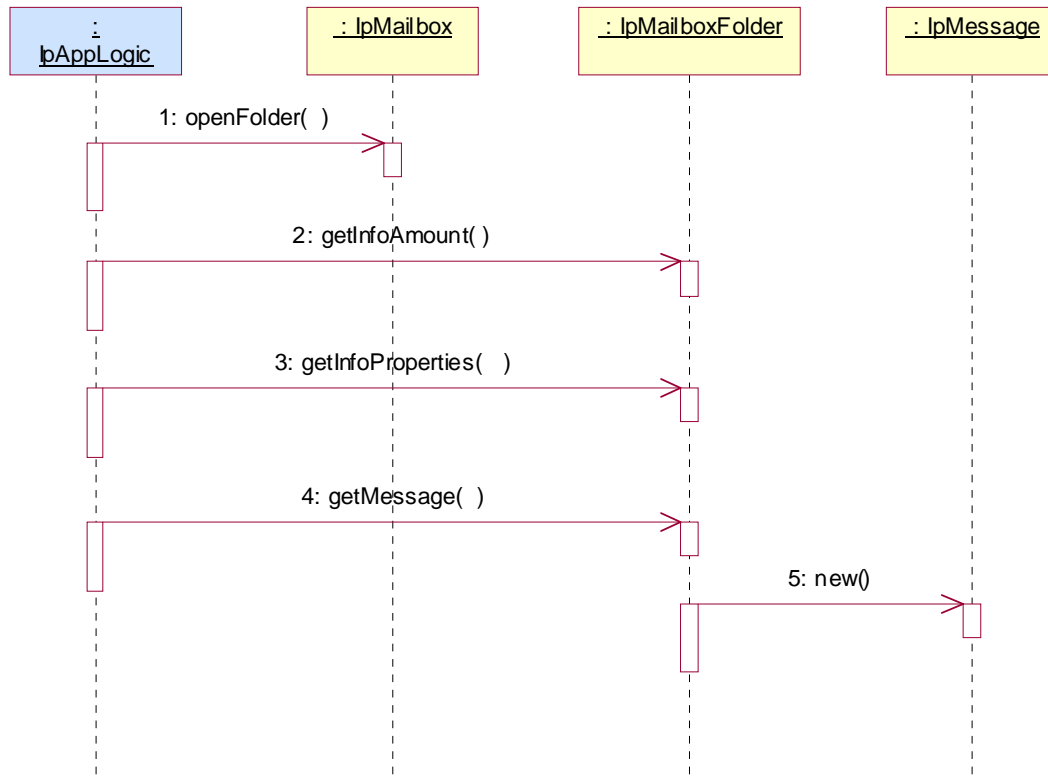 :
IpAppLogic
: IpMailbox
: IpMailboxFolder
: IpMessage
1: openFolder( )
2: getInfoAmount( )
3: getInfoProperties( )
4: getMessage( )
5: new()